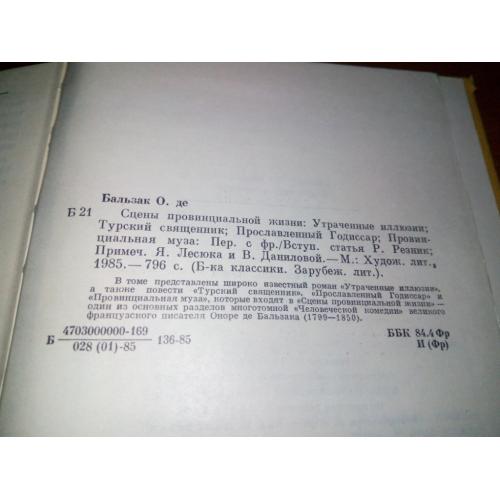 Бальзак О. де
Б 21 Сцены провинциальной жизни: Утраченные иллюзии;
Турский священник; Прославленный Годиссар; Провин-
циальная муза: Пер. с фр./Вступ. статья Р. Резник;
Примеч. Я. Лесюка и В. Даниловой.— М.: Худож. лит.,
1985.— 796 с. (Б-ка классики. Зарубеж. лит.).
В томе представлены широко известный роман «Утраченные иллюзии»,
а также повести «Турский священник», «Прославленный Годиссар» и
«Провинциальная муза», которые входят в «Сцены провинциальной жизни» —
один из основных разделов многотомной «Человеческой комедии» великого
французского писателя Оноре де Бальзака (1799—1850).
Б 4703000000-169 136-85 ББК 84.4 Фр
028 (01)-85 И (Фр)